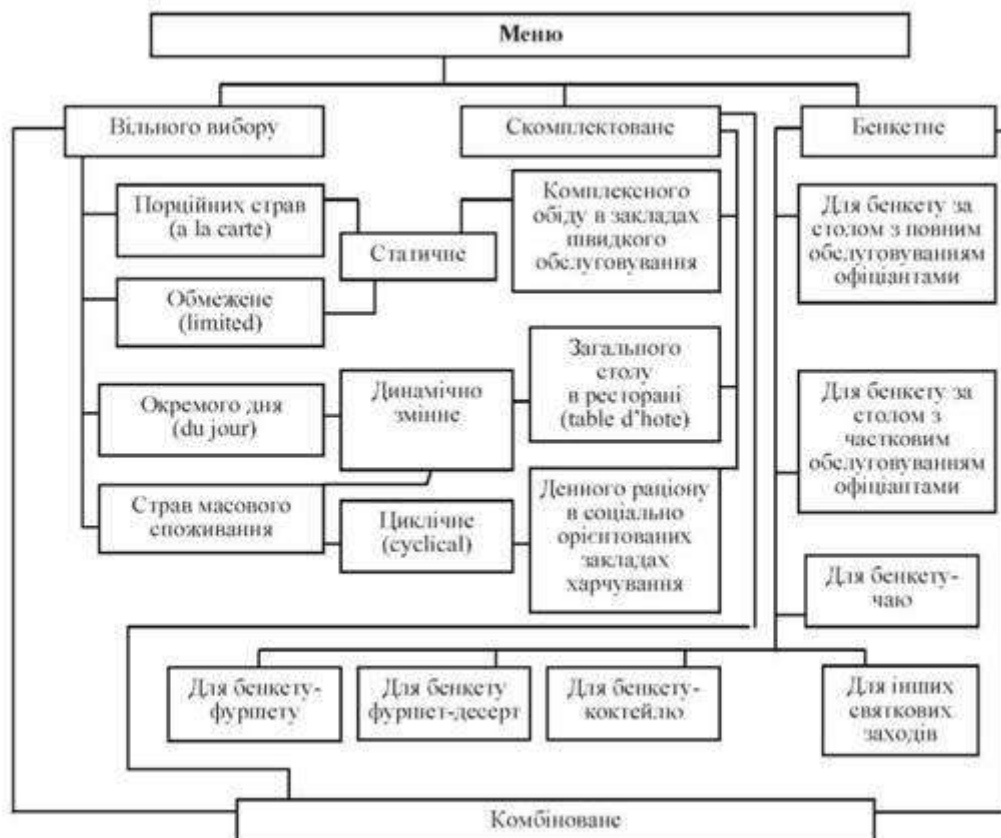 Меню
Вільного вибору
Скомплектоване
Бенкетне
Порційних страв
(a la carte)
Статичне
Комплексного
обіду в закладах
швидкого
обслуговування
Для бенкету за
столом з повним
обслуговуванням
офіціантами
Обмежене
(limited)
Окремого дня
(du jour)
Динамічно
змінне
Загального
столу
в ресторані
(table d'hote)
Для бенкету за
столом з
частковим
обслуговуванням
офіціантами
Страв масового
споживання
Циклічне
(cyclical)
Денного раціону
в соціально
орієнтованих
закладах
харчування
Для бенкету-
чаю
Для бенкету-
фуршету
Для бенкету
фуршет-десерт
Для бенкету-
коктейлю
Для інших
святкових
заходів
Комбіноване